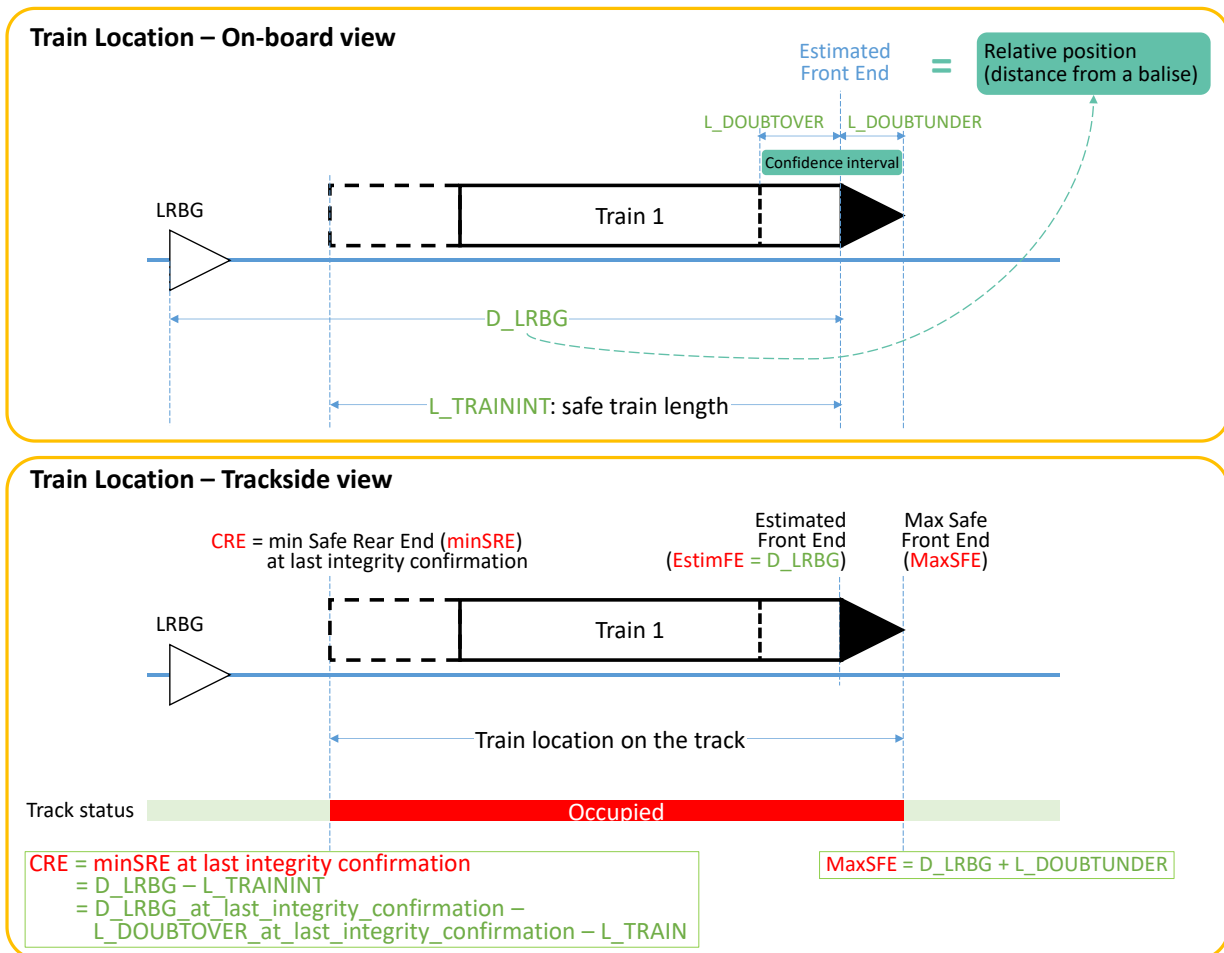 Train Location – On-board view
Estimated
Front End
=
Relative position
(distance from a balise)
L_DOUBTOVER
L_DOUBTUNDER
Confidence interval
LRBG
Train 1
D_LRBG
L_TRAININT: safe train length
Train Location – Trackside view
CRE = min Safe Rear End (minSRE)
at last integrity confirmation
Estimated
Front End
(EstimFE = D_LRBG)
Max Safe
Front End
(MaxSFE)
LRBG
Train 1
Train location on the track
Track status
Occupied
CRE = minSRE at last integrity confirmation
= D_LRBG – L_TRAININT
= D_LRBG_at_last_integrity_confirmation –
L_DOUBTOVER_at_last_integrity_confirmation – L_TRAIN
MaxSFE = D_LRBG + L_DOUBTUNDER